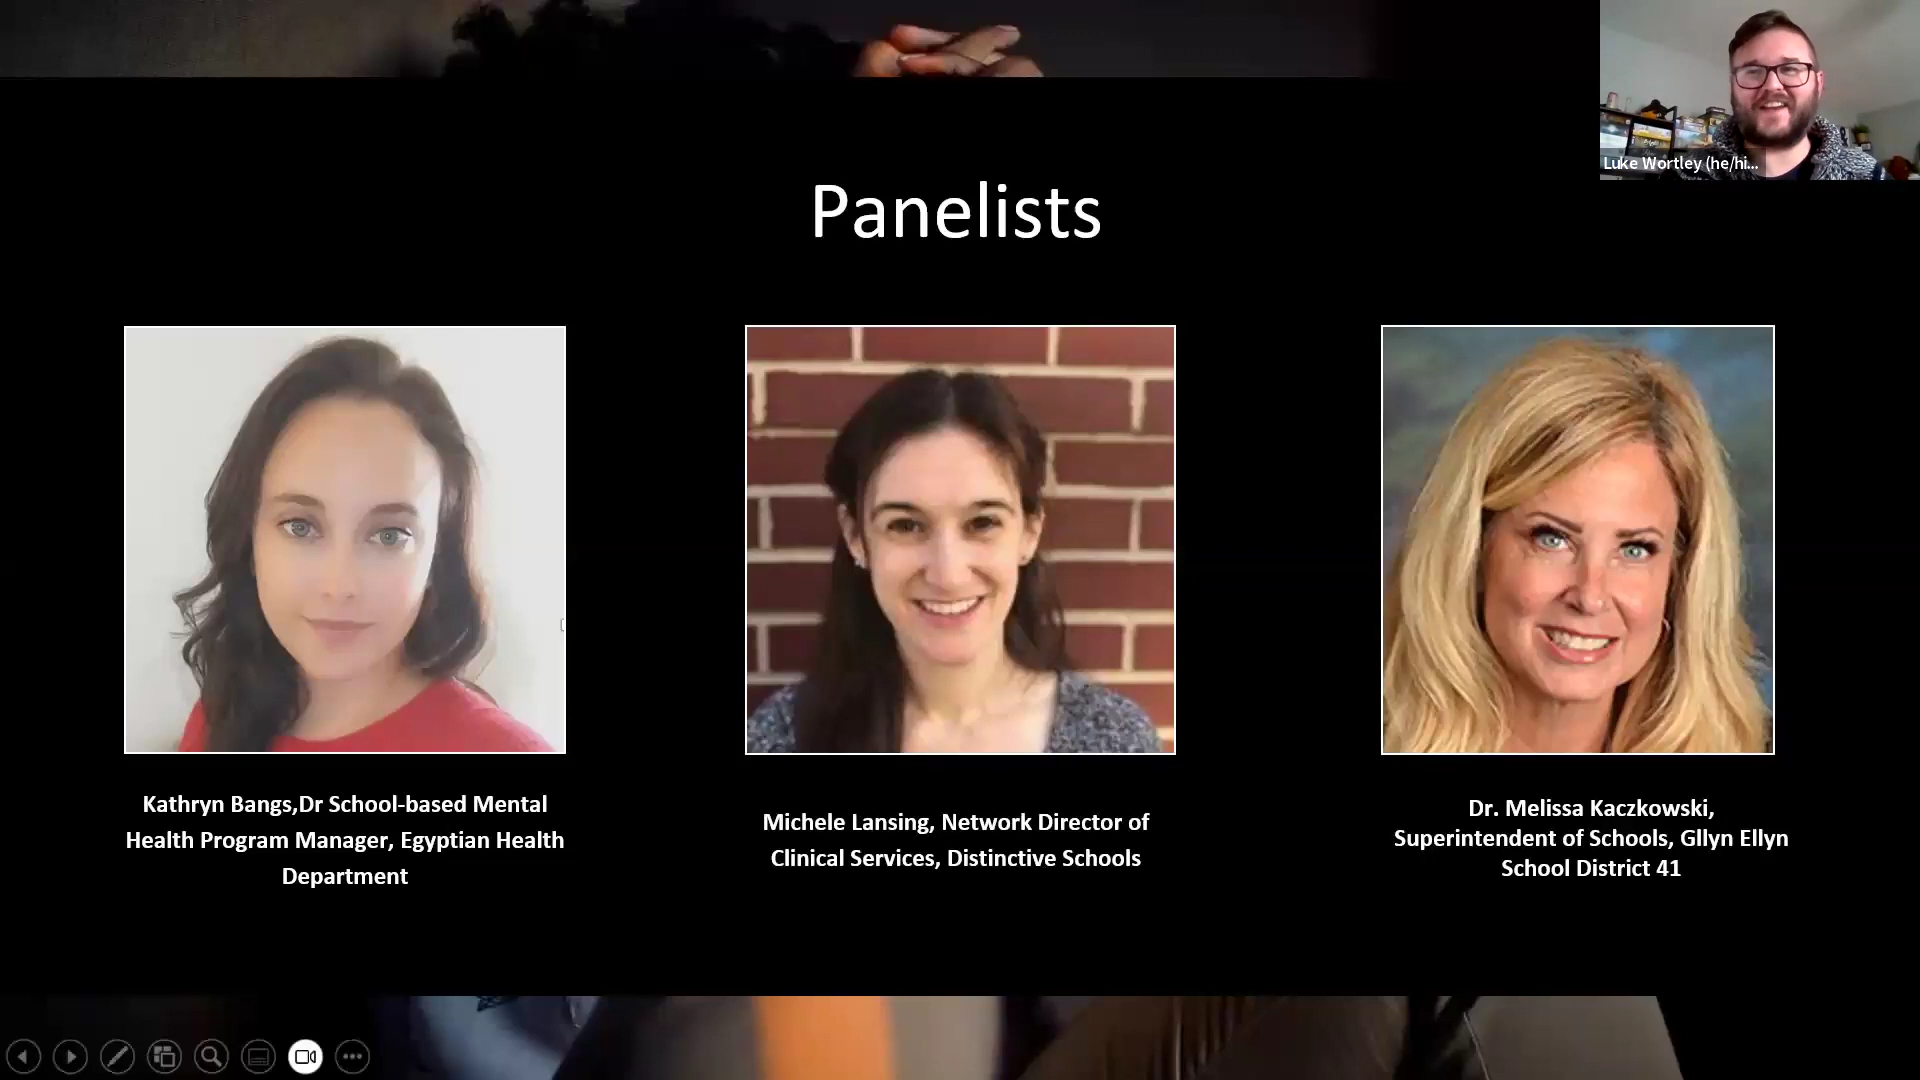 Luke Wortley (he/hi...
Panelists
Kathryn Bangs,Dr School-based Mental
Health Program Manager, Egyptian Health
Department
Michele Lansing, Network Director of
Clinical Services, Distinctive Schools
Dr. Melissa Kaczkowski,
Superintendent of Schools, Gllyn Ellyn
School District 41